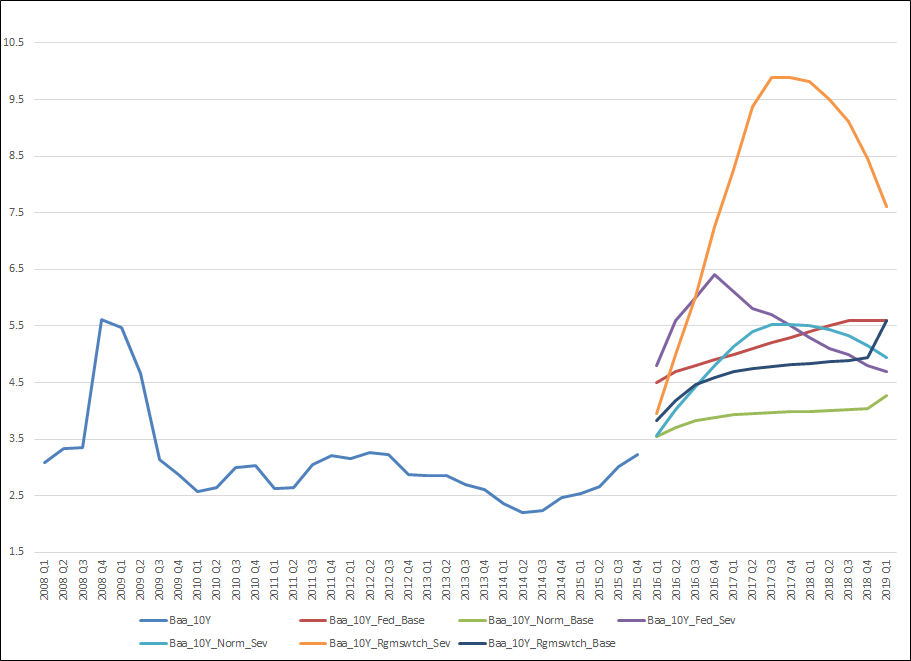 10.5
9.5
8.5
7.5
6.5
5.5
4.5
3.5
2.5
1.5
2008 Q1
2008 Q2
2008 Q3
2008 Q4
2009 Q1
2009 Q2
2009 Q3
2009 Q4
2010 Q1
2010 Q2
2010 Q3
2010 Q4
2011 Q1
2011 Q2
2011 Q3
2011 Q4
2012 Q1
2012 Q2
2012 Q3
2012 Q4
2013 Q1
2013 Q2
2013 Q3
2013 Q4
2014 Q1
2014 Q2
2014 Q3
2014 Q4
2015 Q1
2015 Q2
2015 Q3
2015 Q4
2016 Q1
2016 Q2
2016 Q3
2016 Q4
2017 Q1
2017 Q2
2017 Q3
2017 Q4
2018 Q1
2018 Q2
2018 Q3
2018 Q4
2019 Q1
Baa_10Y Baa_10Y_Fed_Base Baa_10Y_Norm_Base Baa_10Y_Fed_Sev
Baa_10Y_Norm_Sev Baa_10Y_Rgmswtch_Sev Baa_10Y_Rgmswtch_Base